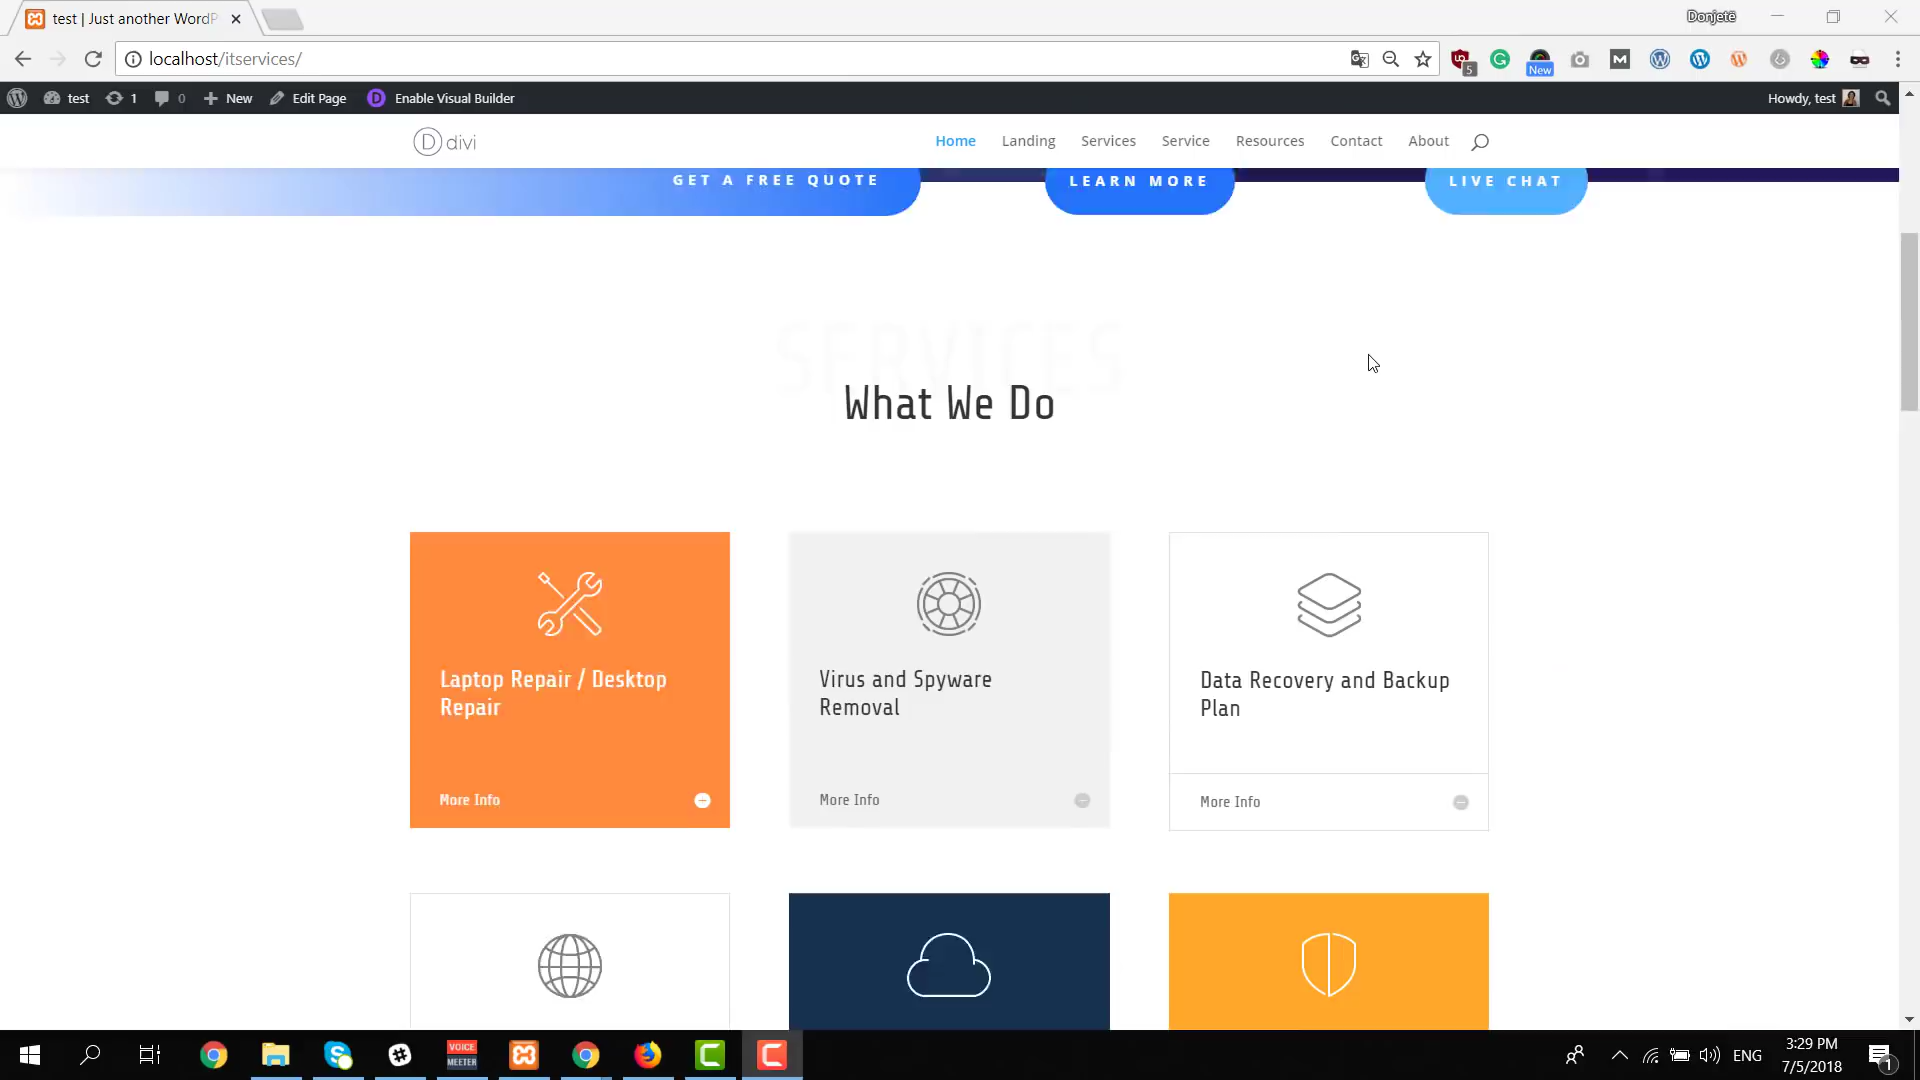 test | Just another WordP
Donjetë
localhost/itservices/
5
New
test
1
0
New
Edit Page
Enable Visual Builder
Howdy, test
D divi
Home
Landing
Services
Service
Resources
Contact
About
GET A FREE QUOTE
LEARN MORE
LIVE CHAT
SERVICES
What We Do
Laptop Repair / Desktop
Repair
More Info
Virus and Spyware
Removal
More Info
Data Recovery and Backup
Plan
More Info
VOICE
MEETER
ENG
3:29 PM
7/5/2018
1